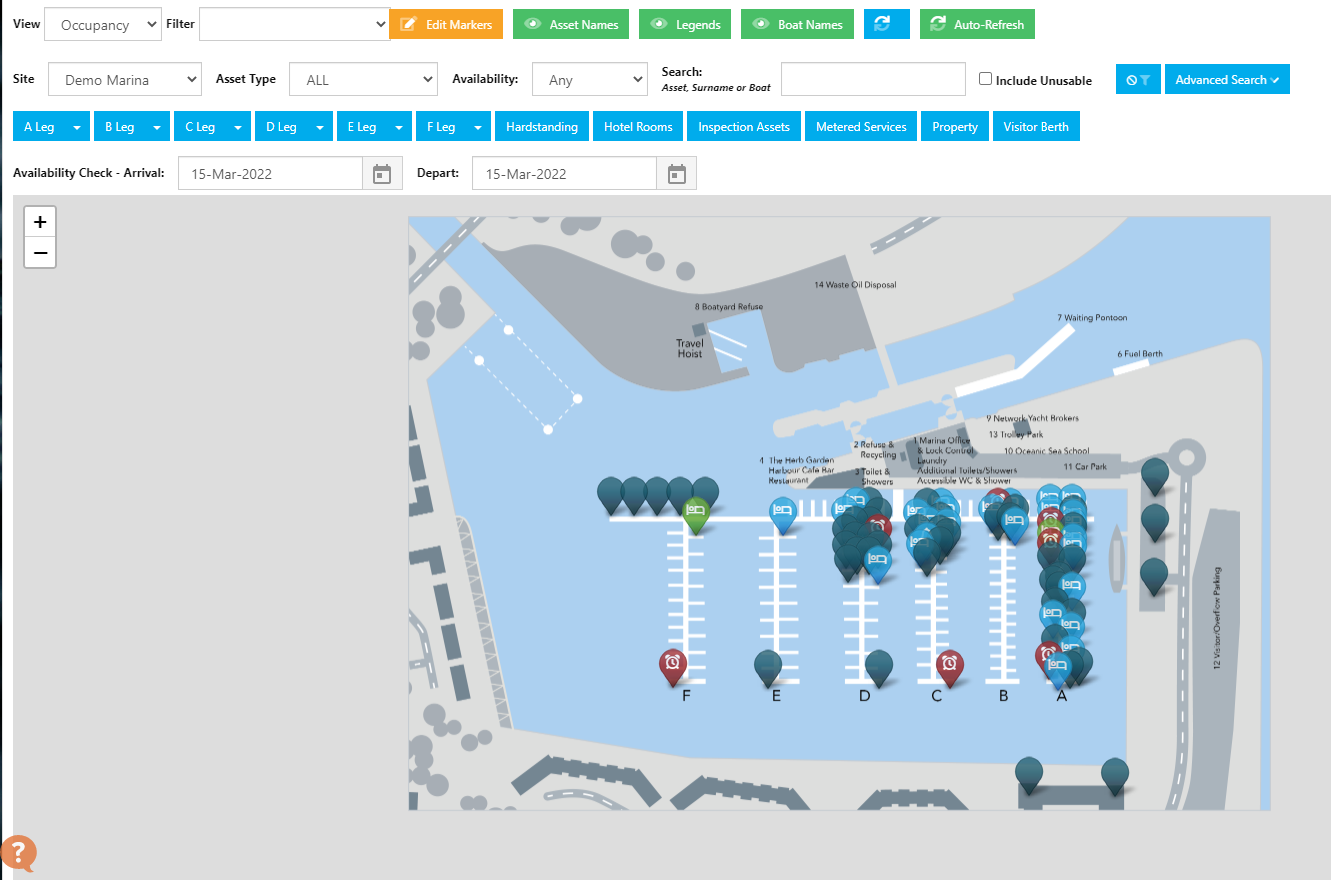 View Occupancy Filter Edit Markers Asset Names Legends Boat Names Auto-Refresh
Site Demo Marina Asset Type ALL Availability: Any Search: Include Unusable Advanced Search
Asset, Surname or Boat
A Leg B Leg C Leg D Leg E Leg F Leg Hardstanding Hotel Rooms Inspection Assets Metered Services Property Visitor Berth
Availability Check - Arrival: 15-Mar-2022 Depart: 15-Mar-2022
+
−
14 Waste Oil Disposal
8 Boatyard Refuse
7 Waiting Pontoon
Travel
Hoist
6 Fuel Berth
9 Network Yacht Brokers
13 Trolley Park
2 Refuse &
Recycling
1 Marina Office
& Lock Control
Laundry
Additional Toilets/Showers
Accessible WC & Shower
10 Oceanic Sea School
11 Car Park
4 The Herb Garden
Harbour Cafe Bar
Restaurant
3 Toilet &
Showers
12 Visitor/Overflow Parking
F E D C B A
?